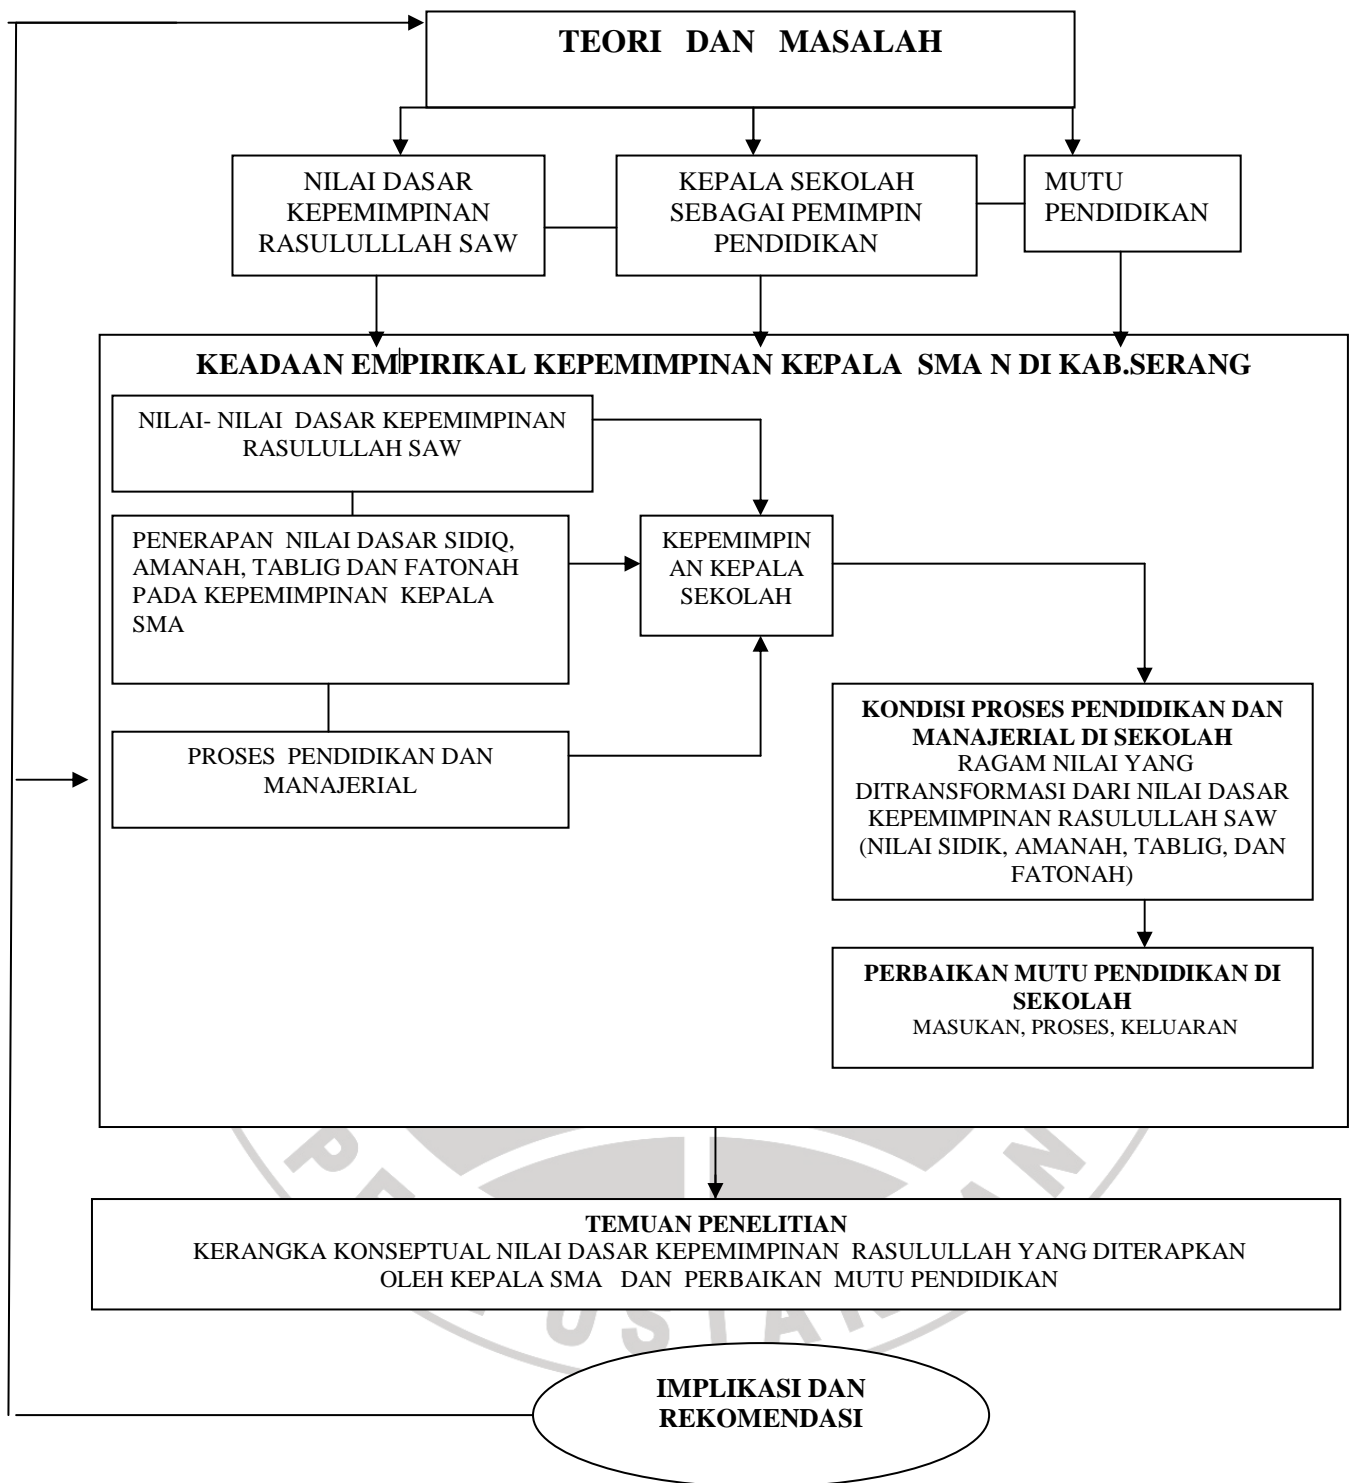 TEORI DAN MASALAH
NILAI DASAR
KEPEMIMPINAN
RASULULLLAH SAW
KEPALA SEKOLAH
SEBAGAI PEMIMPIN
PENDIDIKAN
MUTU
PENDIDIKAN
KEADAAN EMPIRIKAL KEPEMIMPINAN KEPALA SMA N DI KAB.SERANG
NILAI- NILAI DASAR KEPEMIMPINAN
RASULULLAH SAW
PENERAPAN NILAI DASAR SIDIQ,
AMANAH, TABLIG DAN FATONAH
PADA KEPEMIMPINAN KEPALA
SMA
KEPEMIMPIN
AN KEPALA
SEKOLAH
PROSES PENDIDIKAN DAN
MANAJERIAL
KONDISI PROSES PENDIDIKAN DAN
MANAJERIAL DI SEKOLAH
RAGAM NILAI YANG
DITRANSFORMASI DARI NILAI DASAR
KEPEMIMPINAN RASULULLAH SAW
(NILAI SIDIK, AMANAH, TABLIG, DAN
FATONAH)
PERBAIKAN MUTU PENDIDIKAN DI
SEKOLAH
MASUKAN, PROSES, KELUARAN
TEMUAN PENELITIAN
KERANGKA KONSEPTUAL NILAI DASAR KEPEMIMPINAN RASULULLAH YANG DITERAPKAN
OLEH KEPALA SMA DAN PERBAIKAN MUTU PENDIDIKAN
IMPLIKASI DAN
REKOMENDASI